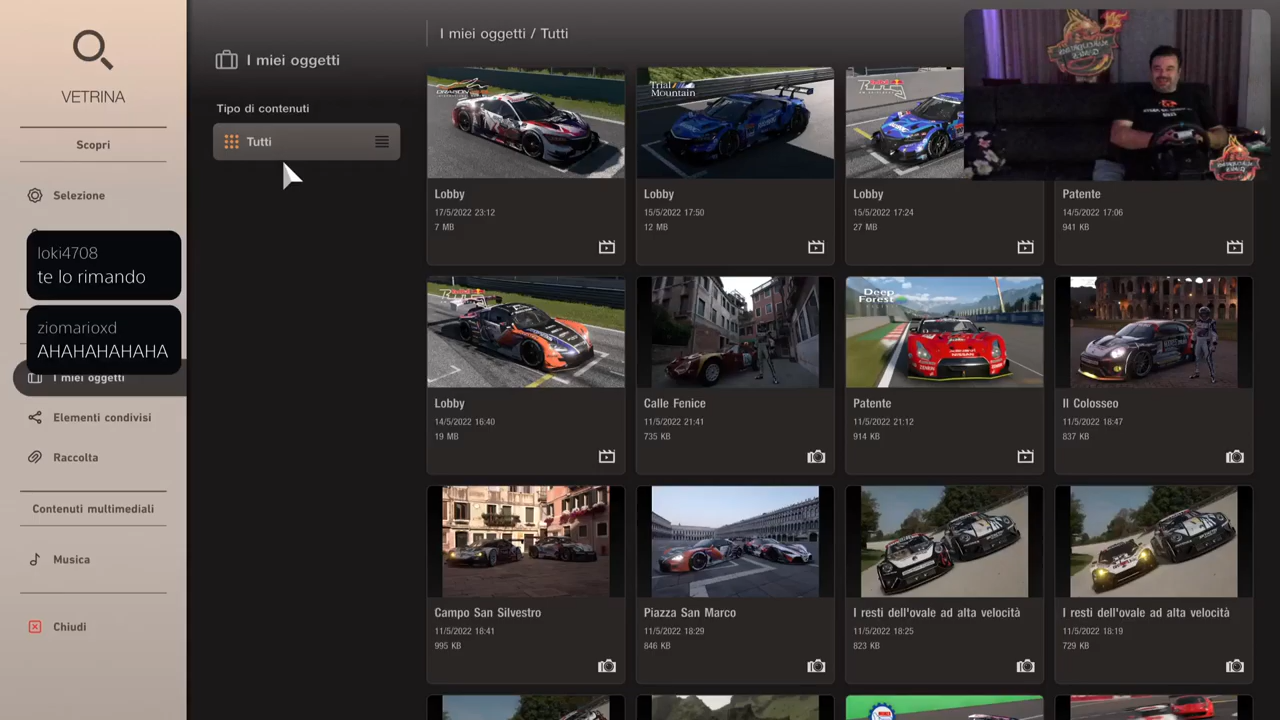 VETRINA
Scopri
Selezione
loki4708
te lo rimando
ziomarioxd
AHAHAHAHAHA
I miei oggetti
Elementi condivisi
Raccolta
Contenuti multimediali
Musica
Chiudi
I miei oggetti
Tipo di contenuti
Tutti
I miei oggetti / Tutti
Lobby
17/5/2022 23:12
7 MB
Trial Mountain
Lobby
15/5/2022 17:50
12 MB
Lobby
15/5/2022 17:24
27 MB
Patente
14/5/2022 17:06
941 KB
Lobby
14/5/2022 16:40
19 MB
Calle Fenice
11/5/2022 21:41
735 KB
Deep Forest
Patente
11/5/2022 21:12
914 KB
Il Colosseo
11/5/2022 18:47
837 KB
Campo San Silvestro
11/5/2022 18:41
995 KB
Piazza San Marco
11/5/2022 18:29
846 KB
I resti dell'ovale ad alta velocità
11/5/2022 18:25
823 KB
I resti dell'ovale ad alta velocità
11/5/2022 18:19
729 KB